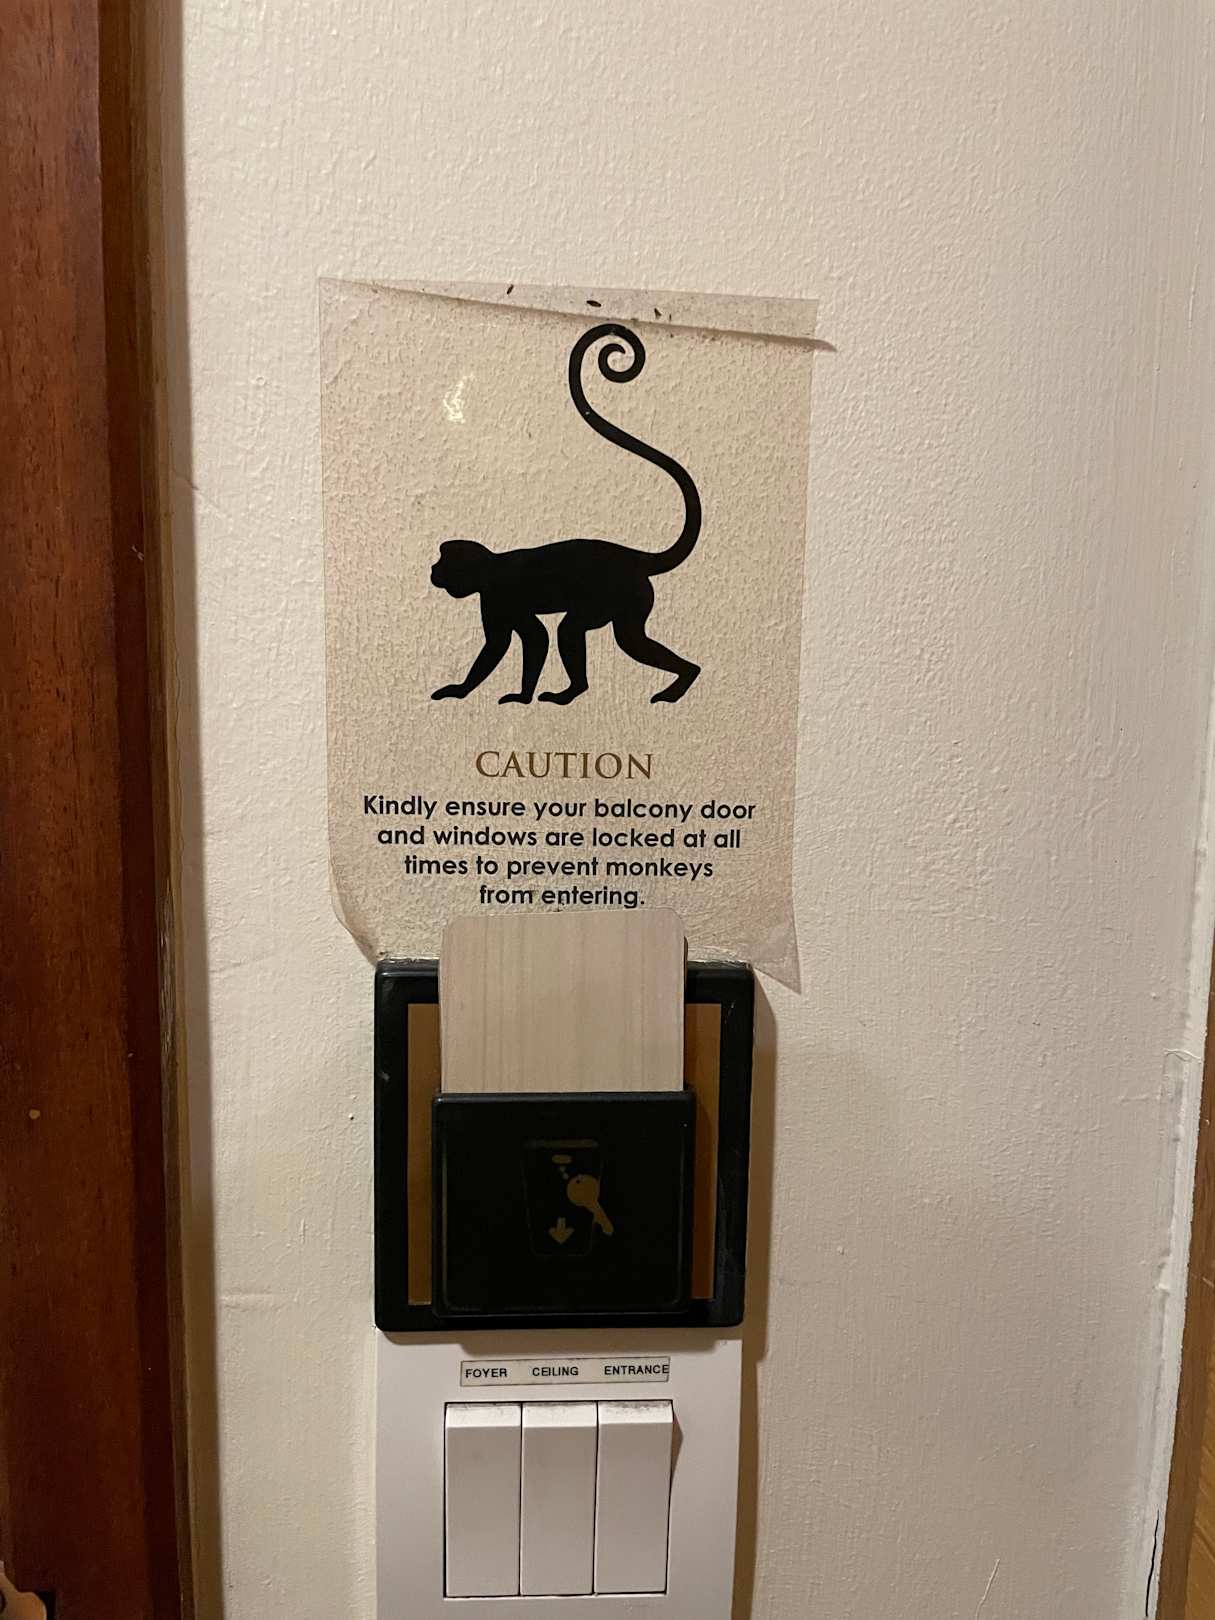 CAUTION
Kindly ensure your balcony door
and windows are locked at all
times to prevent monkeys
from entering.
FOYER CEILING ENTRANCE